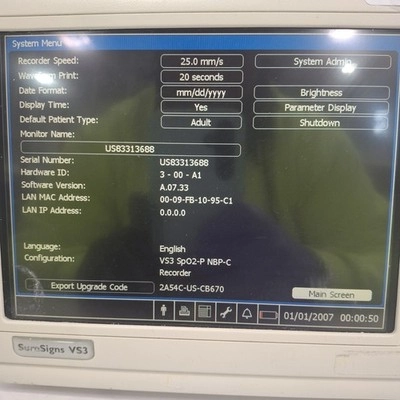 System Menu
Recorder Speed: 25.0 mm/s System Admin
Waveform Print: 20 seconds
Date Format: mm/dd/yyyy Brightness
Display Time: Yes Parameter Display
Default Patient Type: Adult Shutdown
Monitor Name:
US83313688
Serial Number: US83313688
Hardware ID: 3 - 00 - A1
Software Version: A.07.33
LAN MAC Address: 00-09-FB-10-95-C1
LAN IP Address: 0.0.0.0
Language: English
Configuration: VS3 SpO2-P NBP-C
Recorder
Export Upgrade Code 2A54C-US-CB670
Main Screen
01/01/2007 00:00:50
SureSigns VS3